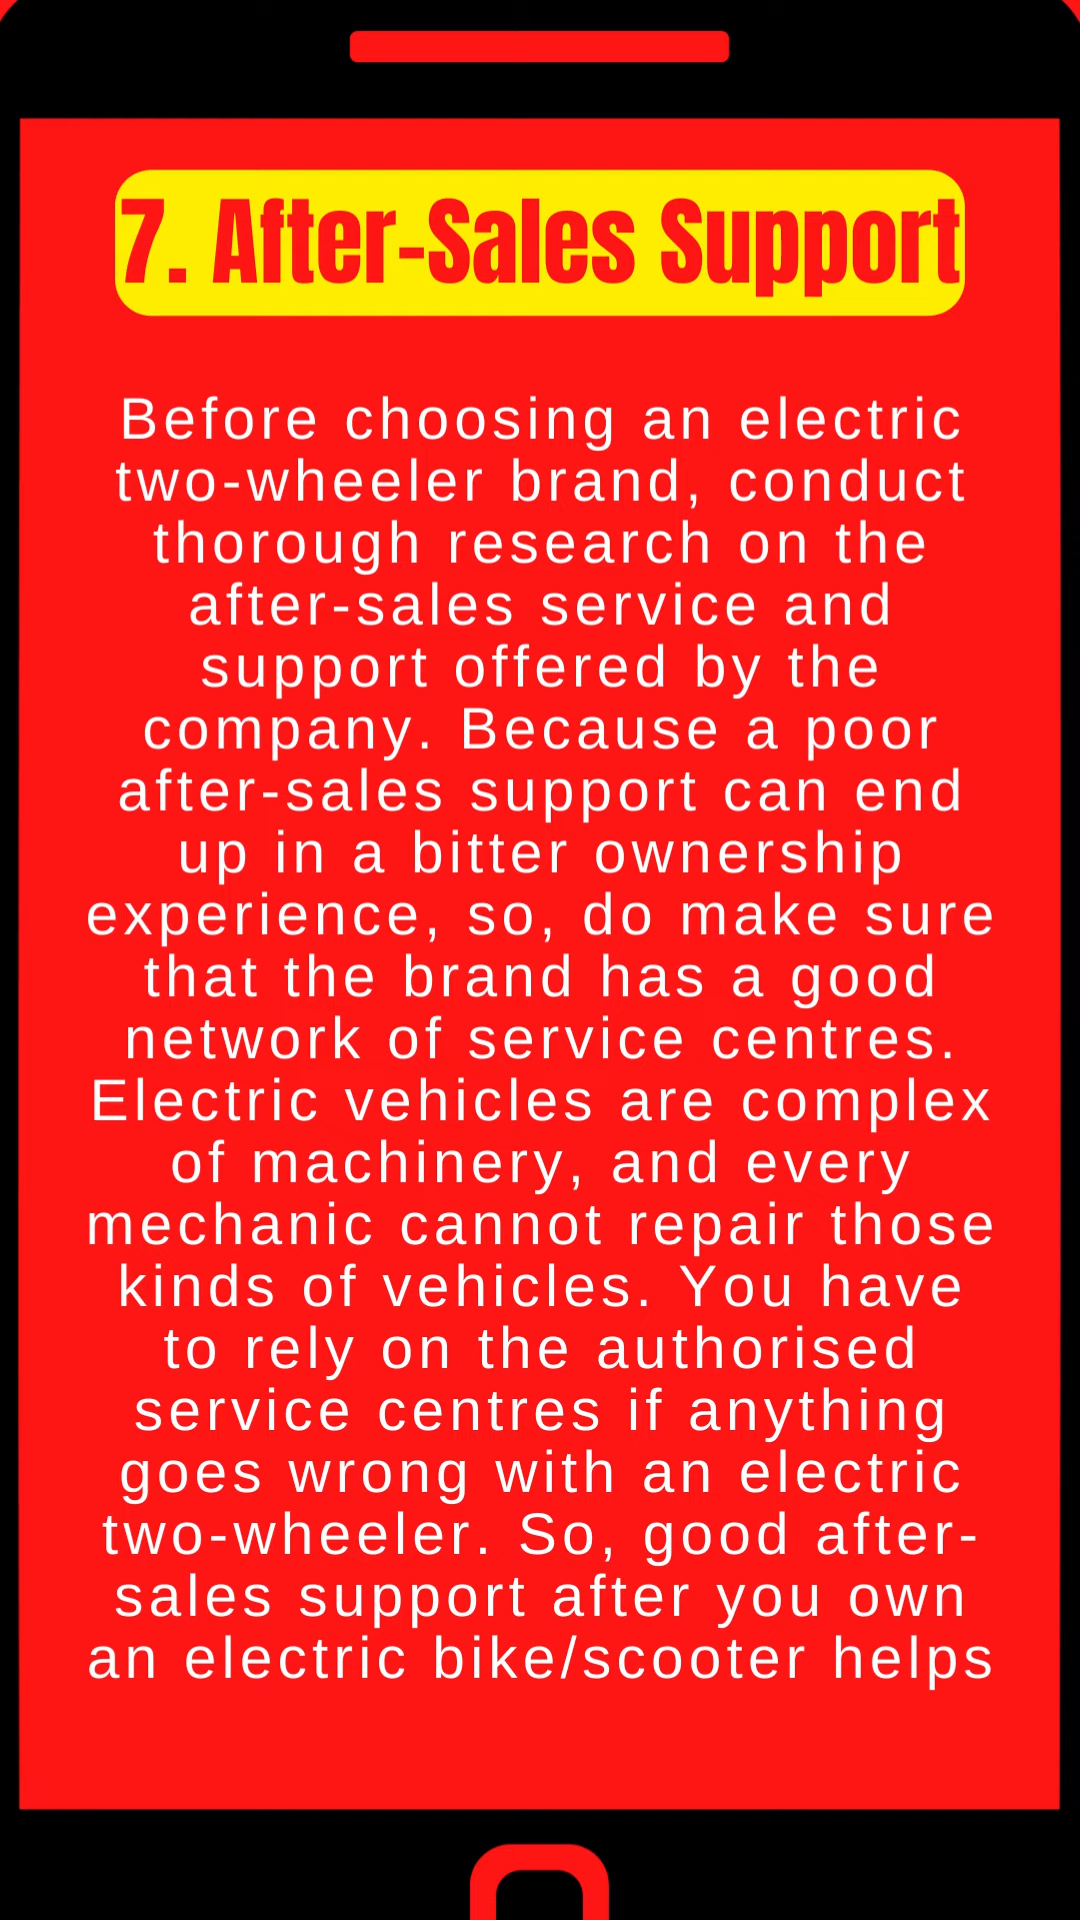 7. After-Sales Support
Before choosing an electric
two-wheeler brand, conduct
thorough research on the
after-sales service and
support offered by the
company. Because a poor
after-sales support can end
up in a bitter ownership
experience, so, do make sure
that the brand has a good
network of service centres.
Electric vehicles are complex
of machinery, and every
mechanic cannot repair those
kinds of vehicles. You have
to rely on the authorised
service centres if anything
goes wrong with an electric
two-wheeler. So, good after-
sales support after you own
an electric bike/scooter helps